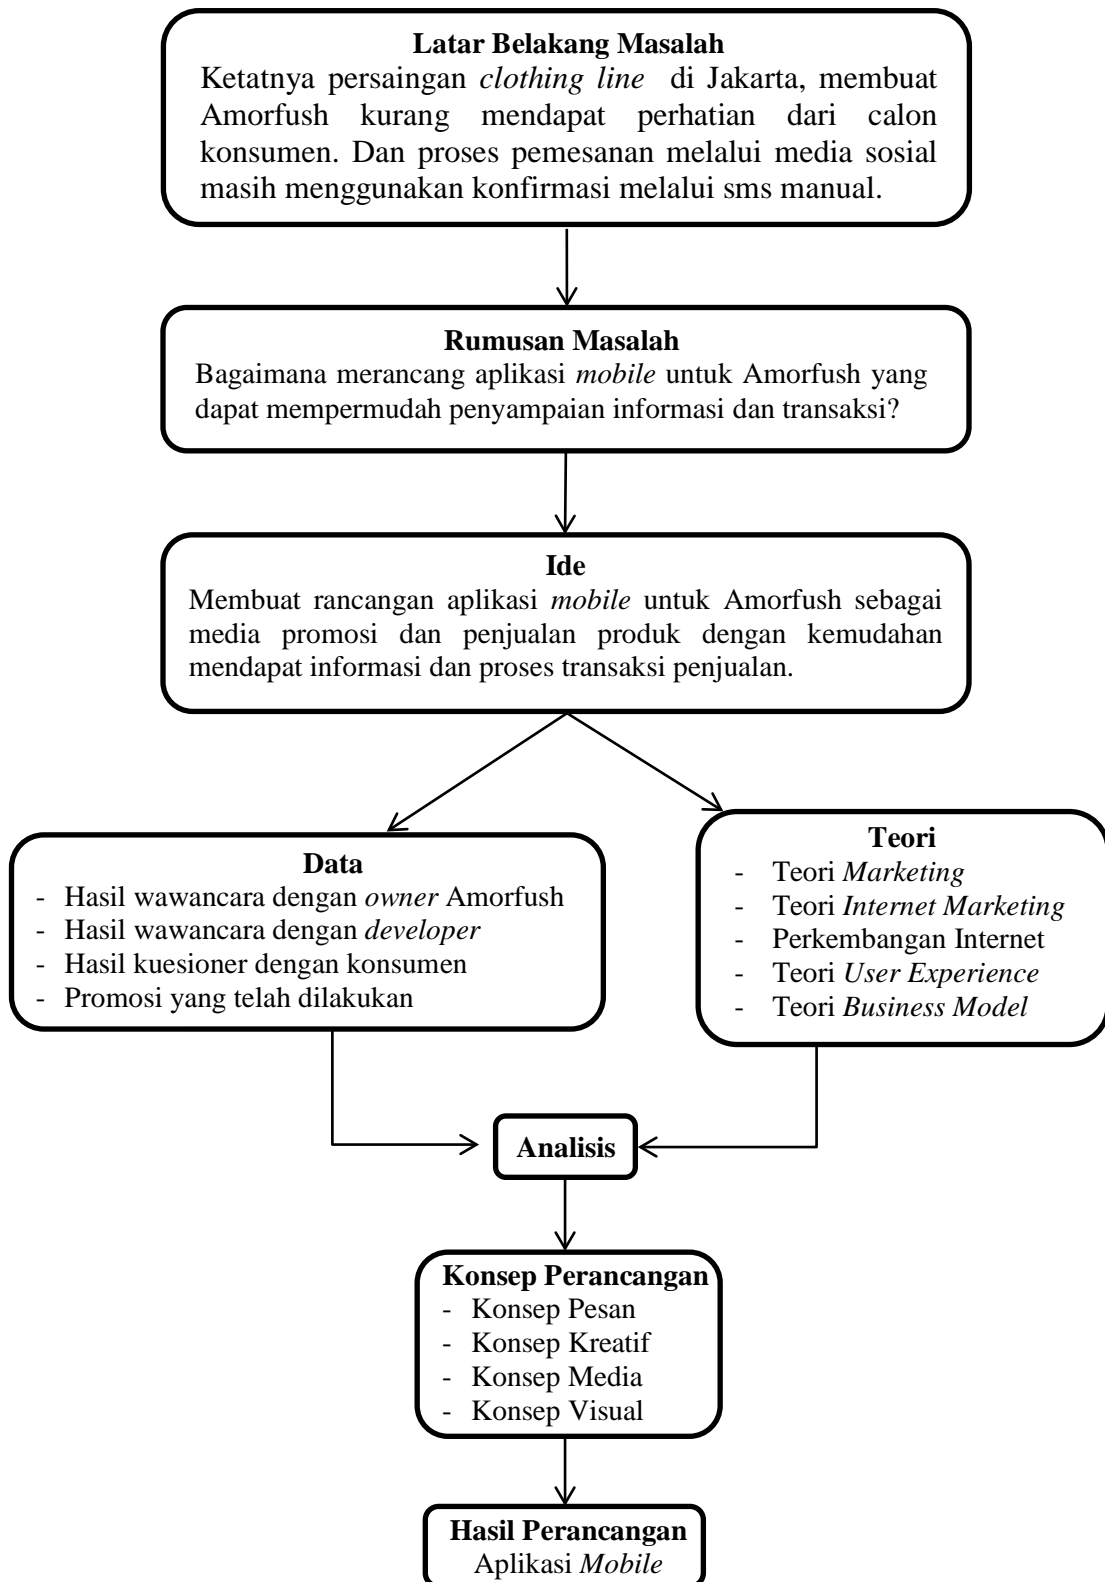 Latar Belakang Masalah
Ketatnya persaingan clothing line di Jakarta, membuat
Amorfush kurang mendapat perhatian dari calon
konsumen. Dan proses pemesanan melalui media sosial
masih menggunakan konfirmasi melalui sms manual.
Rumusan Masalah
Bagaimana merancang aplikasi mobile untuk Amorfush yang
dapat mempermudah penyampaian informasi dan transaksi?
Ide
Membuat rancangan aplikasi mobile untuk Amorfush sebagai
media promosi dan penjualan produk dengan kemudahan
mendapat informasi dan proses transaksi penjualan.
Data
- Hasil wawancara dengan owner Amorfush
- Hasil wawancara dengan developer
- Hasil kuesioner dengan konsumen
- Promosi yang telah dilakukan
Teori
- Teori Marketing
- Teori Internet Marketing
- Perkembangan Internet
- Teori User Experience
- Teori Business Model
Analisis
Konsep Perancangan
- Konsep Pesan
- Konsep Kreatif
- Konsep Media
- Konsep Visual
Hasil Perancangan
Aplikasi Mobile